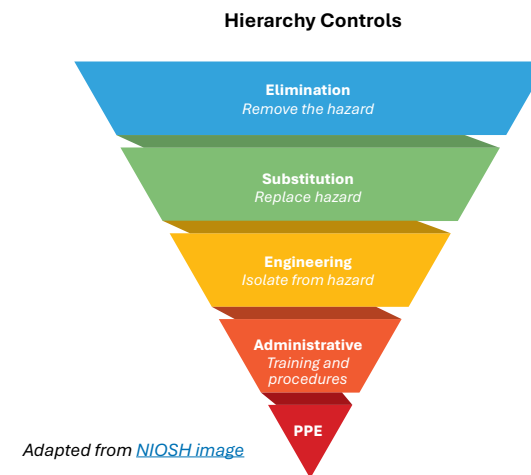 Hierarchy Controls
Elimination
Remove the hazard
Substitution
Replace hazard
Engineering
Isolate from hazard
Administrative
Training and
procedures
PPE
Adapted from NIOSH image